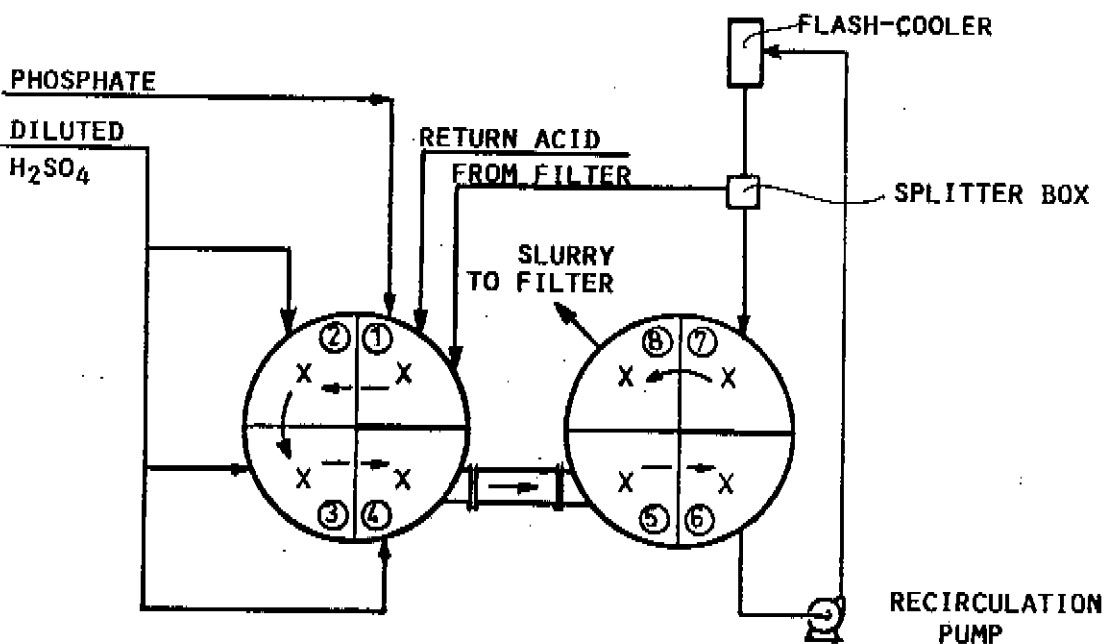 FLASH-COOLER
PHOSPHATE
DILUTED
H₂SO₄
RETURN ACID
FROM FILTER
SPLITTER BOX
SLURRY
TO FILTER
2 1
X X
X X
3 4
8 7
X X
X X
5 6
RECIRCULATION
PUMP